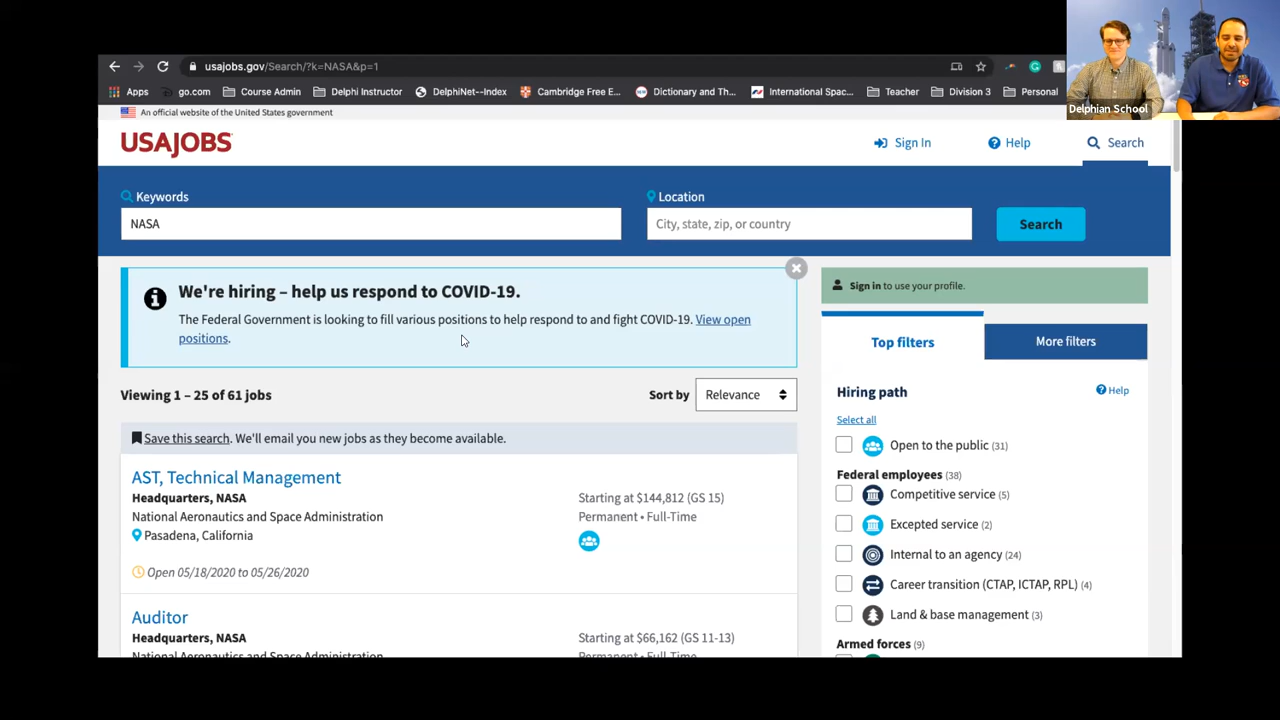 usajobs.gov/Search/?k=NASA&p=1
Apps go.com Course Admin Delphi Instructor DelphiNet--Index Cambridge Free E... Dictionary and Th... International Spac... Teacher Division 3 Personal
Delphian School
An official website of the United States government
USAJOBS
Sign In Help Search
Keywords Location
NASA City, state, zip, or country Search
We're hiring – help us respond to COVID-19.
The Federal Government is looking to fill various positions to help respond to and fight COVID-19. View open
positions.
Sign in to use your profile.
Top filters More filters
Viewing 1 – 25 of 61 jobs Sort by Relevance
Hiring path Help
Select all
Save this search. We'll email you new jobs as they become available.
Open to the public (31)
AST, Technical Management
Headquarters, NASA Starting at $144,812 (GS 15)
National Aeronautics and Space Administration Permanent • Full-Time
Pasadena, California
Open 05/18/2020 to 05/26/2020
Federal employees (38)
Competitive service (5)
Excepted service (2)
Internal to an agency (24)
Career transition (CTAP, ICTAP, RPL) (4)
Land & base management (3)
Armed forces (9)
Auditor
Headquarters, NASA Starting at $66,162 (GS 11-13)
National Aeronautics and Space Administration Permanent • Full-Time